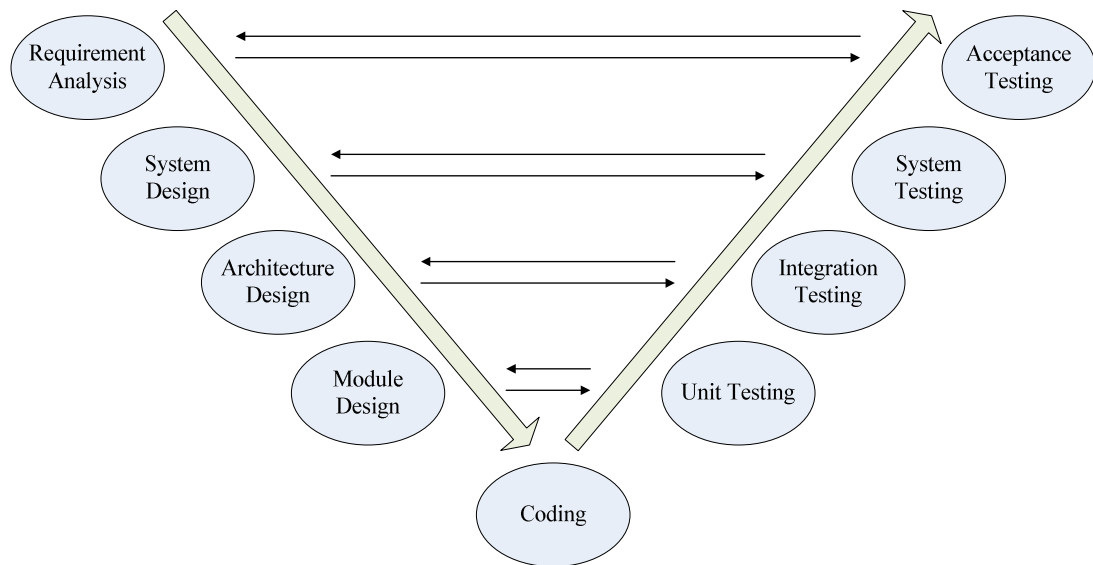 Requirement
Analysis
Acceptance
Testing
System
Design
System
Testing
Architecture
Design
Integration
Testing
Module
Design
Unit Testing
Coding